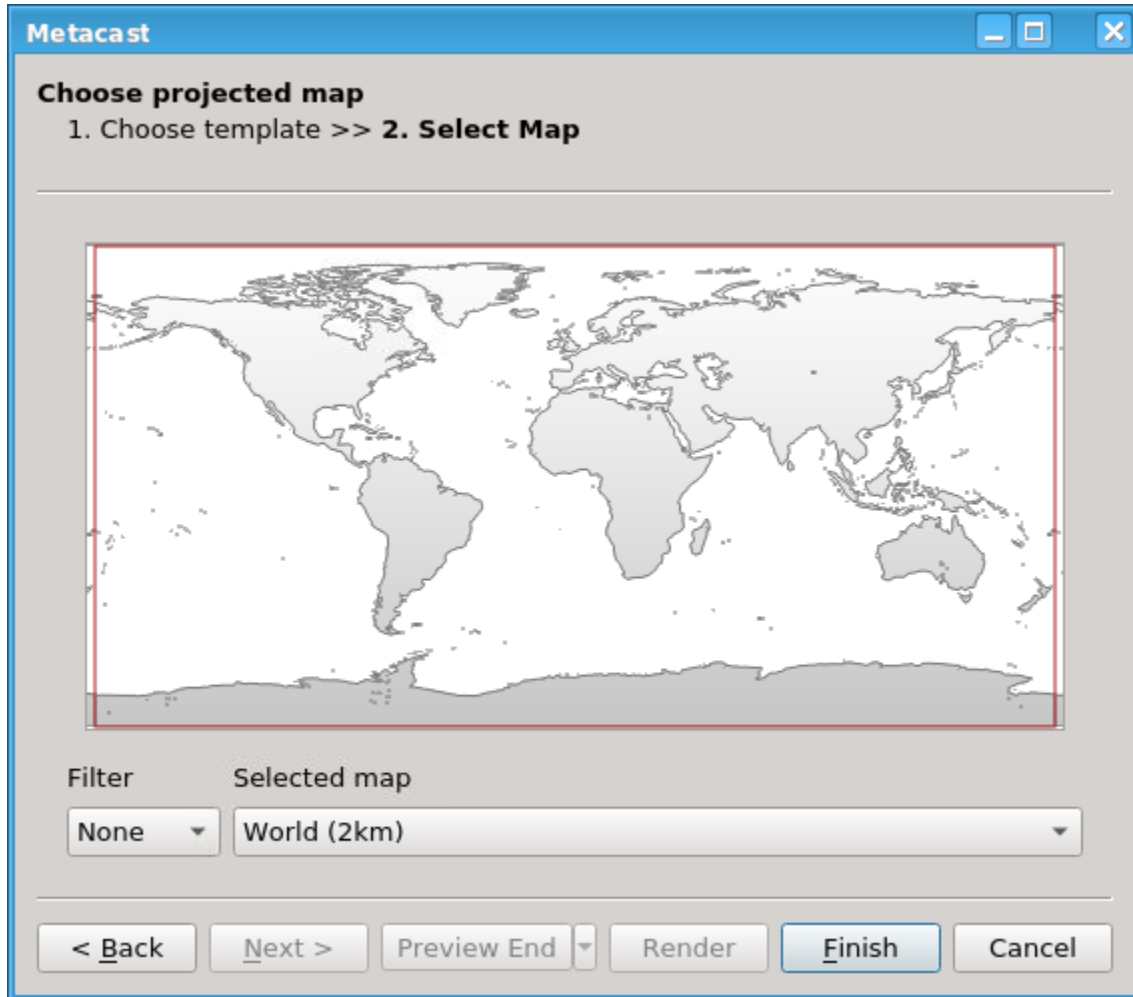 Metacast
Choose projected map
1. Choose template >> 2. Select Map
Filter Selected map
None World (2km)
< Back Next > Preview End Render Finish Cancel